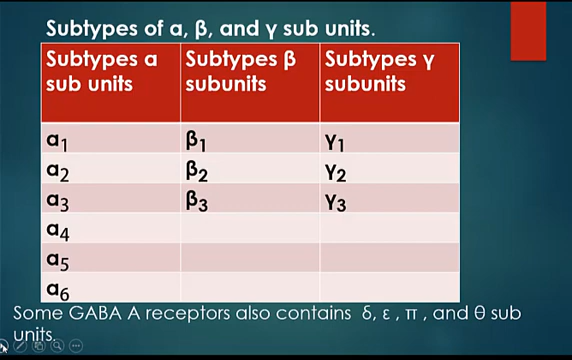 Subtypes of α, β, and γ sub units.
Subtypes α sub units Subtypes β subunits Subtypes γ subunits
α1 β1 γ1
α2 β2 γ2
α3 β3 γ3
α4
α5
α6
Some GABA A receptors also contains δ, ε , π , and θ sub
units.